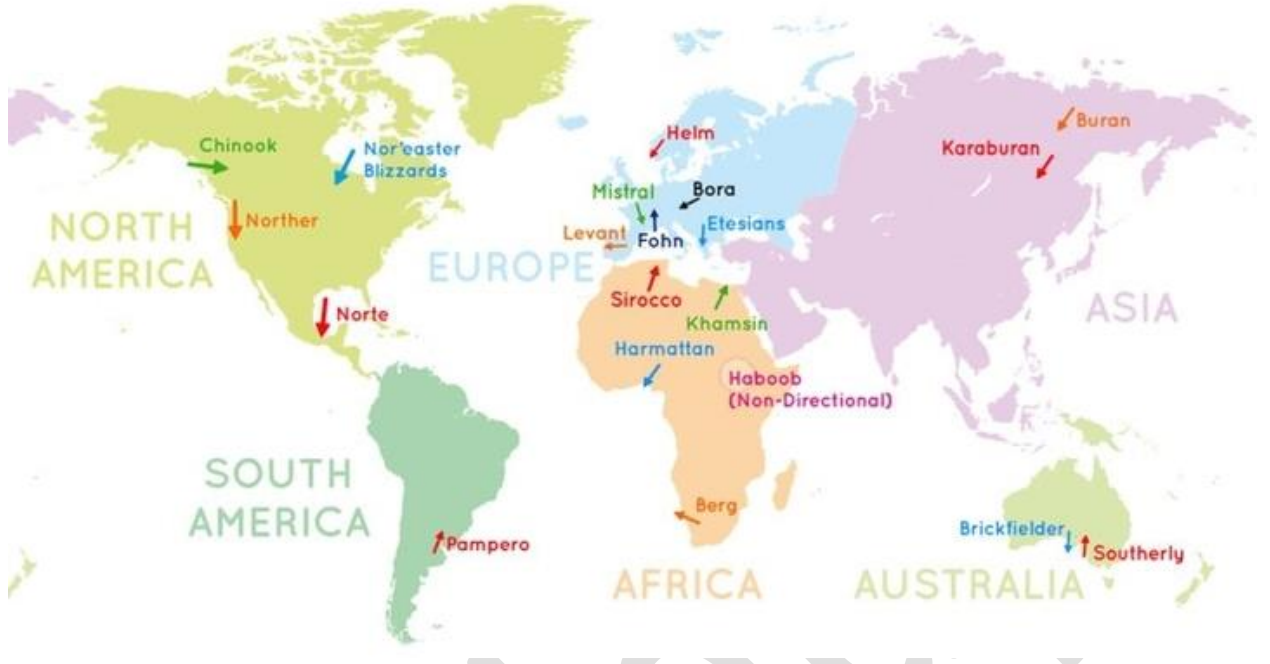 Chinook
Nor'easter
Blizzards
NORTH
AMERICA
Norther
Norte
SOUTH
AMERICA
Pampero
EUROPE
Helm
Mistral
Bora
Levant
Fohn
Etesians
Sirocco
Khamsin
Harmattan
Haboob
(Non-Directional)
Berg
AFRICA
Buran
Karaburan
ASIA
Brickfielder
Southerly
AUSTRALIA